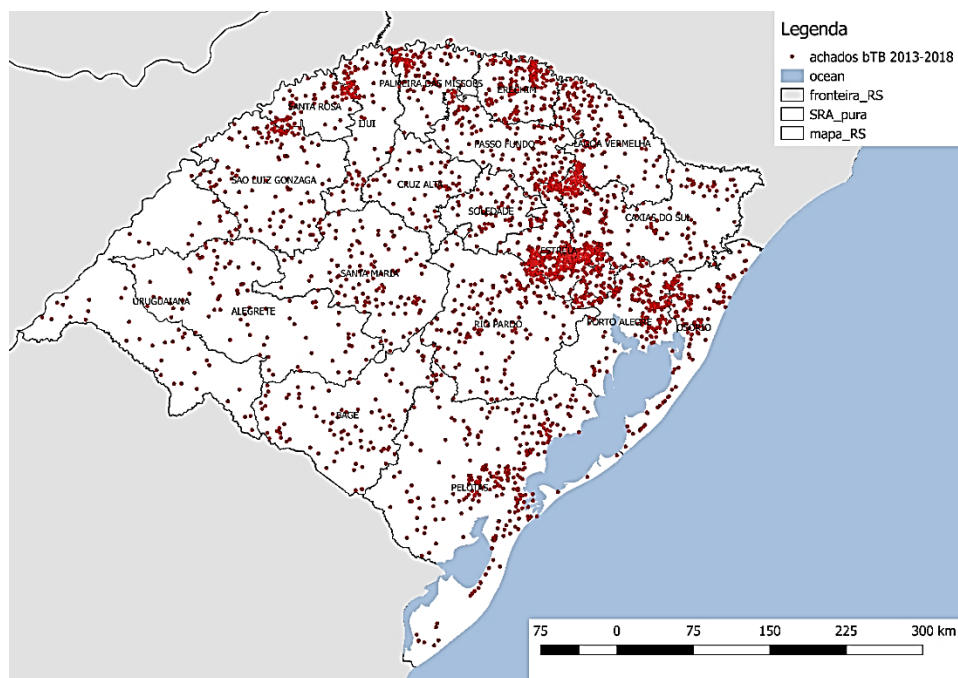 Legenda
achados bTB 2013-2018
ocean
fronteira_RS
SRA_pura
mapa_RS
PALMEIRA DAS MISSOES
ERECHIM
SANTA ROSA
IJUI
PASSO FUNDO
LAGOA VERMELHA
SAO LUIZ GONZAGA
CRUZ ALTA
SOLEDADE
CAXIAS DO SUL
ESTRELA
SANTA MARIA
URUGUAIANA
ALEGRETE
RIO PARDO
PORTO ALEGRE
OSORIO
BAGE
PELOTAS
75 0 75 150 225 300 km